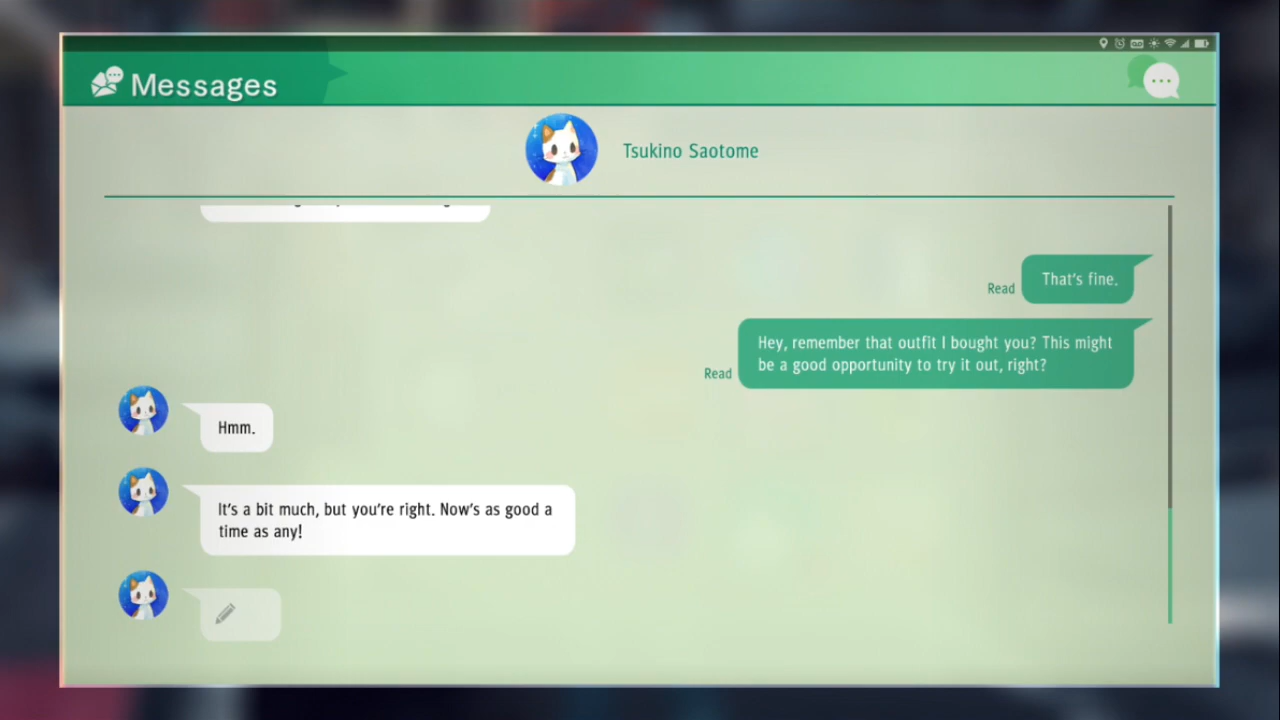 Messages
Tsukino Saotome
That's fine.
Read
Hey, remember that outfit I bought you? This might
be a good opportunity to try it out, right?
Read
Hmm.
It's a bit much, but you're right. Now's as good a
time as any!